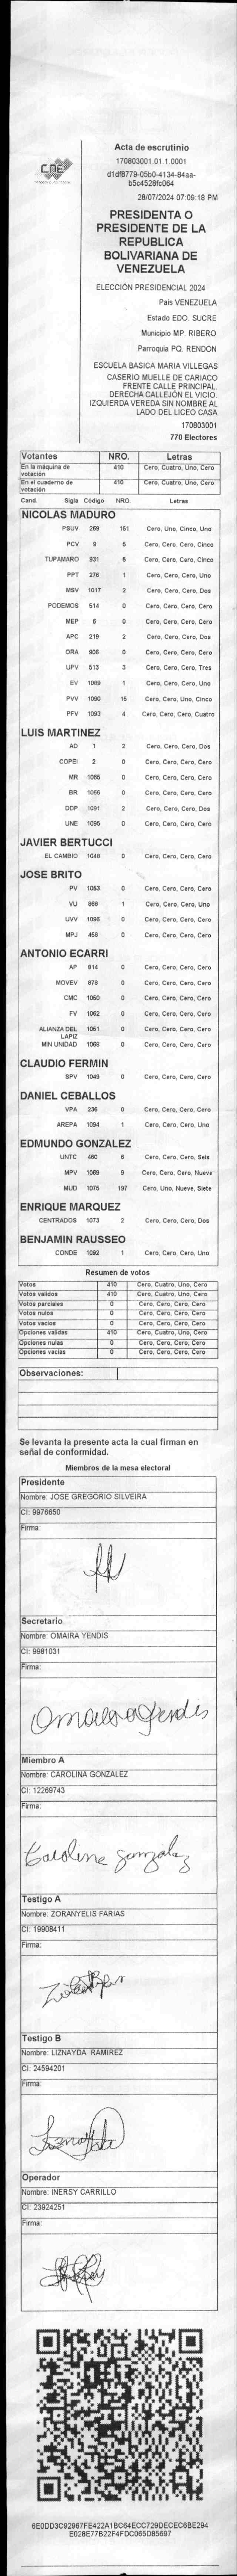 CNE
Acta de escrutinio
170803001.01.1.0001
d1df8779-05b0-4134-84aa-
b5c4528fc064
28/07/2024 07:09:18 PM
PRESIDENTA O
PRESIDENTE DE LA
REPUBLICA
BOLIVARIANA DE
VENEZUELA
ELECCIÓN PRESIDENCIAL 2024
País VENEZUELA
Estado EDO. SUCRE
Municipio MP. RIBERO
Parroquia PQ. RENDON
ESCUELA BASICA MARIA VILLEGAS
CASERIO MUELLE DE CARIACO
FRENTE CALLE PRINCIPAL.
DERECHA CALLEJÓN EL VICIO.
IZQUIERDA VEREDA SIN NOMBRE AL
LADO DEL LICEO CASA
170803001
770 Electores
Votantes NRO. Letras
En la máquina de votación 410 Cero, Cuatro, Uno, Cero
En el cuaderno de votación 410 Cero, Cuatro, Uno, Cero
Cand. Sigla Código NRO. Letras
NICOLAS MADURO
PSUV 269 151 Cero, Uno, Cinco, Uno
PCV 9 5 Cero, Cero, Cero, Cinco
TUPAMARO 931 5 Cero, Cero, Cero, Cinco
PPT 276 1 Cero, Cero, Cero, Uno
MSV 1017 2 Cero, Cero, Cero, Dos
PODEMOS 514 0 Cero, Cero, Cero, Cero
MEP 6 0 Cero, Cero, Cero, Cero
APC 219 2 Cero, Cero, Cero, Dos
ORA 906 0 Cero, Cero, Cero, Cero
UPV 513 3 Cero, Cero, Cero, Tres
EV 1089 1 Cero, Cero, Cero, Uno
PVV 1090 15 Cero, Cero, Uno, Cinco
PFV 1093 4 Cero, Cero, Cero, Cuatro
LUIS MARTINEZ
AD 1 2 Cero, Cero, Cero, Dos
COPEI 2 0 Cero, Cero, Cero, Cero
MR 1065 0 Cero, Cero, Cero, Cero
BR 1066 0 Cero, Cero, Cero, Cero
DDP 1091 2 Cero, Cero, Cero, Dos
UNE 1095 0 Cero, Cero, Cero, Cero
JAVIER BERTUCCI
EL CAMBIO 1048 0 Cero, Cero, Cero, Cero
JOSE BRITO
PV 1063 0 Cero, Cero, Cero, Cero
VU 868 1 Cero, Cero, Cero, Uno
UVV 1096 0 Cero, Cero, Cero, Cero
MPJ 458 0 Cero, Cero, Cero, Cero
ANTONIO ECARRI
AP 814 0 Cero, Cero, Cero, Cero
MOVEV 878 0 Cero, Cero, Cero, Cero
CMC 1050 0 Cero, Cero, Cero, Cero
FV 1062 0 Cero, Cero, Cero, Cero
ALIANZA DEL LAPIZ 1051 0 Cero, Cero, Cero, Cero
MIN UNIDAD 1068 0 Cero, Cero, Cero, Cero
CLAUDIO FERMIN
SPV 1049 0 Cero, Cero, Cero, Cero
DANIEL CEBALLOS
VPA 236 0 Cero, Cero, Cero, Cero
AREPA 1094 1 Cero, Cero, Cero, Uno
EDMUNDO GONZALEZ
UNTC 460 6 Cero, Cero, Cero, Seis
MPV 1069 9 Cero, Cero, Cero, Nueve
MUD 1075 197 Cero, Uno, Nueve, Siete
ENRIQUE MARQUEZ
CENTRADOS 1073 2 Cero, Cero, Cero, Dos
BENJAMIN RAUSSEO
CONDE 1092 1 Cero, Cero, Cero, Uno
Resumen de votos
Votos 410 Cero, Cuatro, Uno, Cero
Votos validos 410 Cero, Cuatro, Uno, Cero
Votos parciales 0 Cero, Cero, Cero, Cero
Votos nulos 0 Cero, Cero, Cero, Cero
Votos vacios 0 Cero, Cero, Cero, Cero
Opciones validas 410 Cero, Cuatro, Uno, Cero
Opciones nulas 0 Cero, Cero, Cero, Cero
Opciones vacias 0 Cero, Cero, Cero, Cero
Observaciones:
Se levanta la presente acta la cual firman en
señal de conformidad.
Miembros de la mesa electoral
Presidente
Nombre: JOSE GREGORIO SILVEIRA
CI: 9976650
Firma:
Secretario
Nombre: OMAIRA YENDIS
CI: 9981031
Firma:
Omaira Yendis
Miembro A
Nombre: CAROLINA GONZALEZ
CI: 12269743
Firma:
Caroline gonzalez
Testigo A
Nombre: ZORANYELIS FARIAS
CI: 19908411
Firma:
Testigo B
Nombre: LIZNAYDA RAMIREZ
CI: 24594201
Firma:
Operador
Nombre: INERSY CARRILLO
CI: 23924251
Firma:
6E0DD3C92967FE422A1BC64ECC729DECEC6BE294
E028E77B22F4FDC065D85697